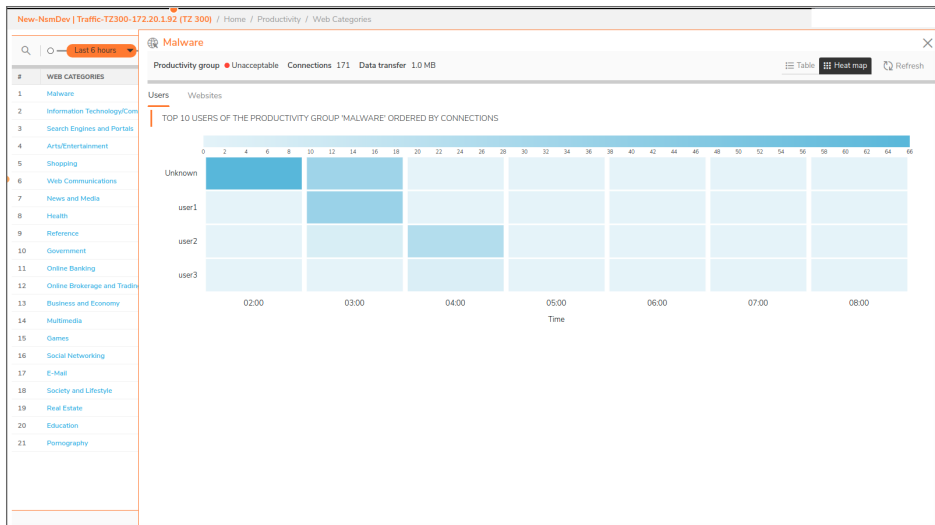 New-NsmDev | Traffic-TZ300-172.20.1.92 (TZ 300) / Home / Productivity / Web Categories
Last 6 hours
Malware
Productivity group Unacceptable Connections 171 Data transfer 1.0 MB
Table Heat map Refresh
# WEB CATEGORIES
1 Malware
2 Information Technology/Com
3 Search Engines and Portals
4 Arts/Entertainment
5 Shopping
6 Web Communications
7 News and Media
8 Health
9 Reference
10 Government
11 Online Banking
12 Online Brokerage and Trading
13 Business and Economy
14 Multimedia
15 Games
16 Social Networking
17 E-Mail
18 Society and Lifestyle
19 Real Estate
20 Education
21 Pornography
Users Websites
TOP 10 USERS OF THE PRODUCTIVITY GROUP 'MALWARE' ORDERED BY CONNECTIONS
0 2 4 6 8 10 12 14 16 18 20 22 24 26 28 30 32 34 36 38 40 42 44 46 48 50 52 54 56 58 60 62 64 66
Unknown
user1
user2
user3
02:00 03:00 04:00 05:00 06:00 07:00 08:00
Time